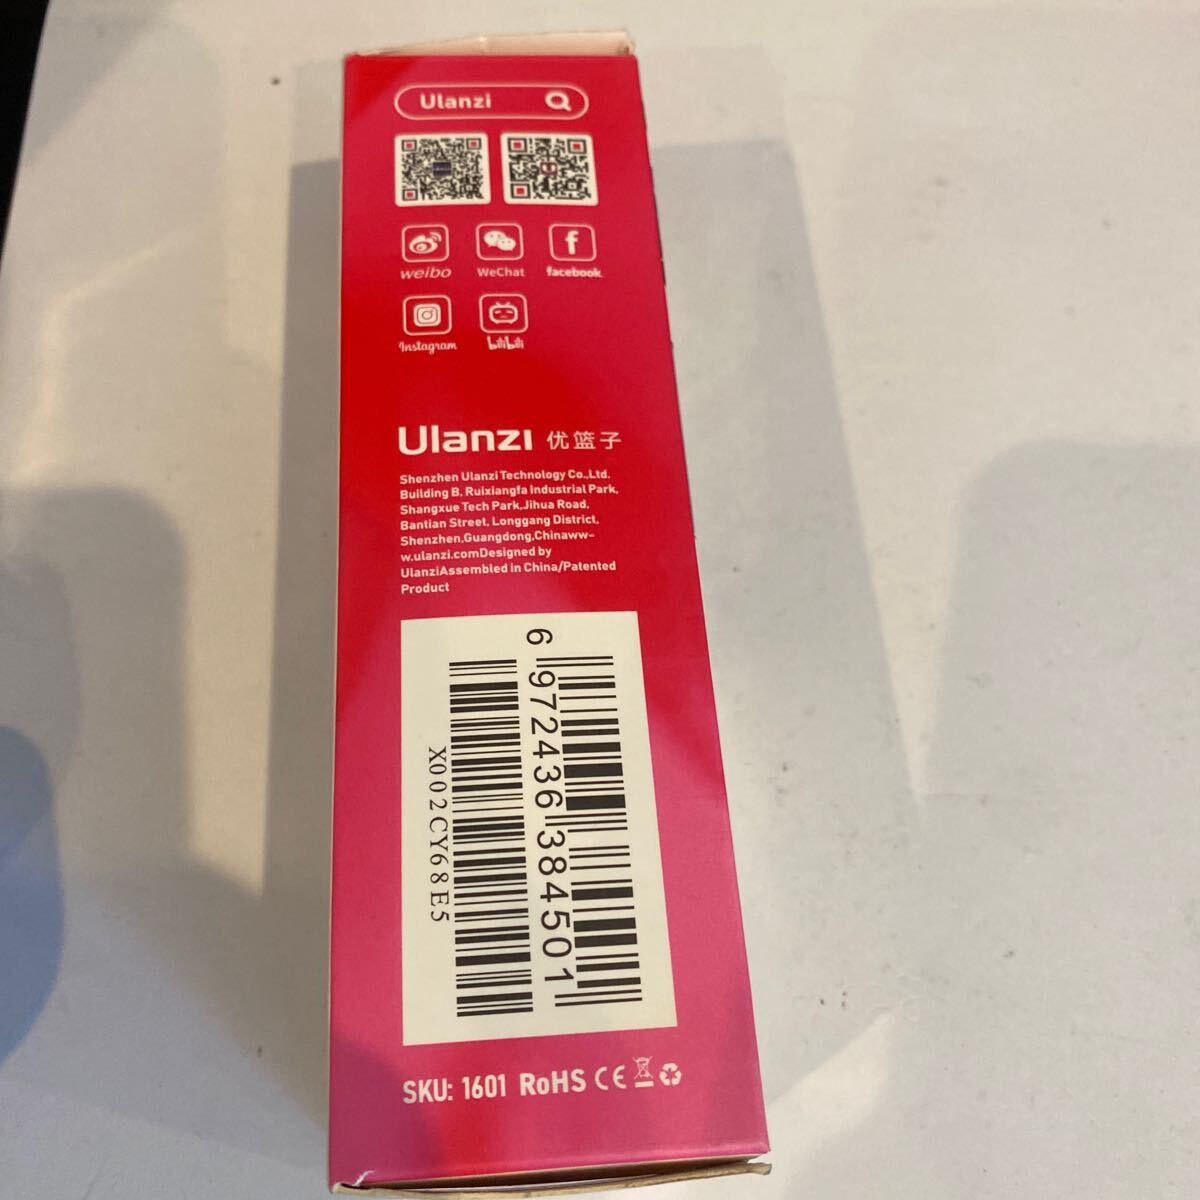 Ulanzi
weibo WeChat facebook
Instagram bilibili
Ulanzi 优篮子
Shenzhen Ulanzi Technology Co.,Ltd.
Building B, Ruixiangfa Industrial Park,
Shangxue Tech Park,Jihua Road,
Bantian Street, Longgang District,
Shenzhen,Guangdong,Chinaww-
w.ulanzi.comDesigned by
UlanziAssembled in China/Patented
Product
6 972436 384501
X002CY68E5
SKU: 1601 RoHS CE